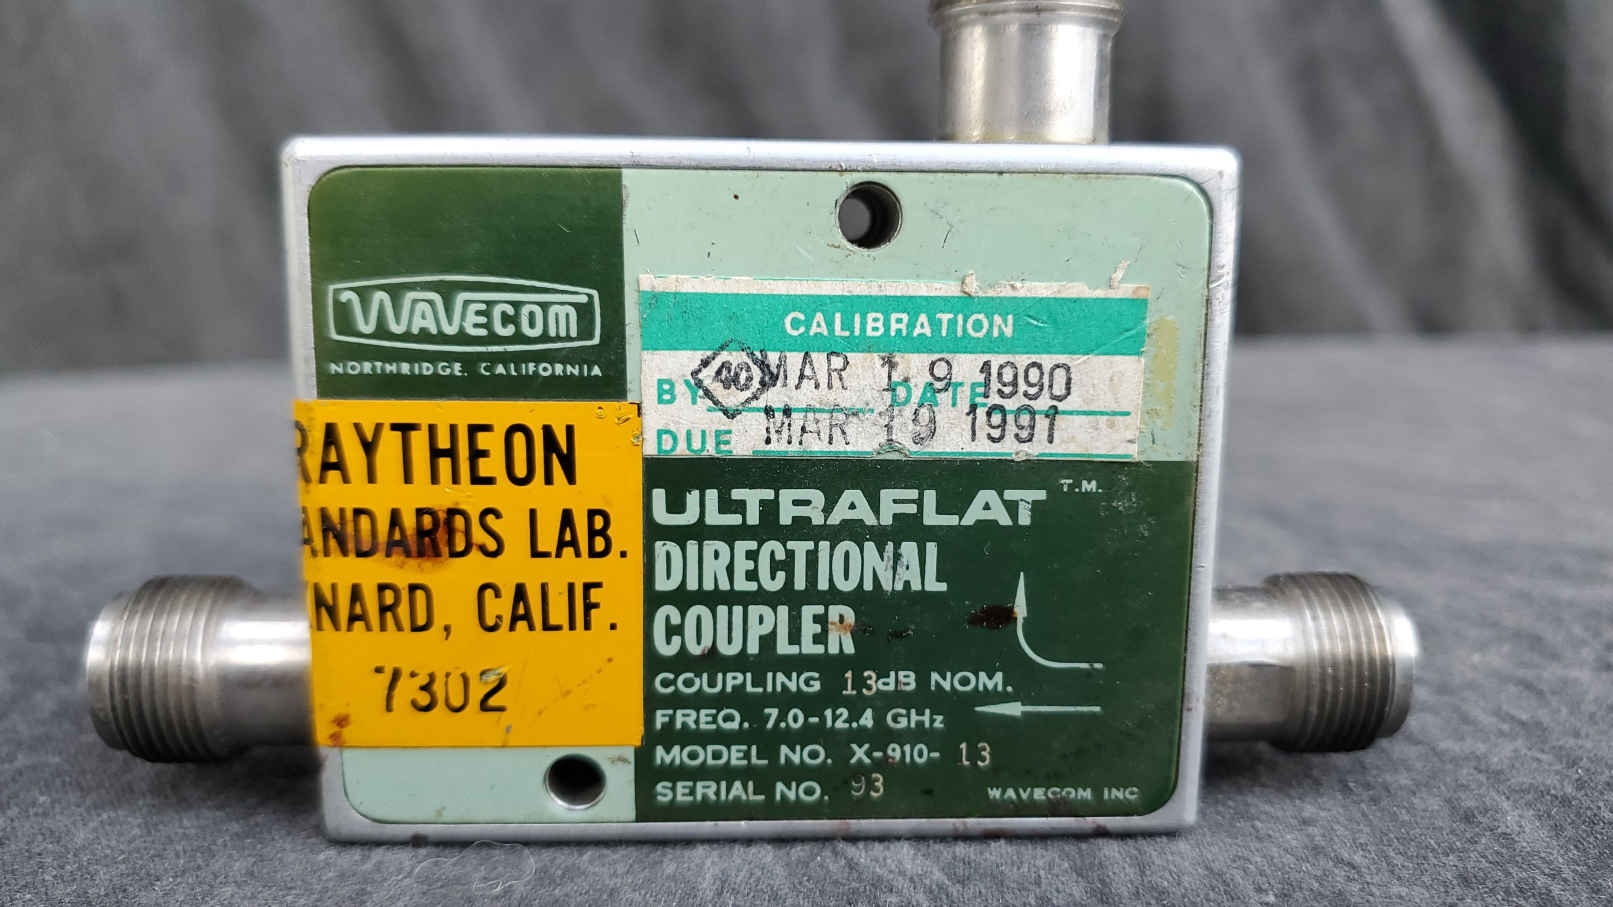 WAVECOM
NORTHRIDGE, CALIFORNIA
CALIBRATION
BY 40 MAR 19 DATE 1990
DUE MAR 19 1991
RAYTHEON
ANDARDS LAB.
NARD, CALIF.
7302
ULTRAFLAT T.M.
DIRECTIONAL
COUPLER
COUPLING 13dB NOM.
FREQ. 7.0-12.4 GHz
MODEL NO. X-910-13
SERIAL NO. 93
WAVECOM INC